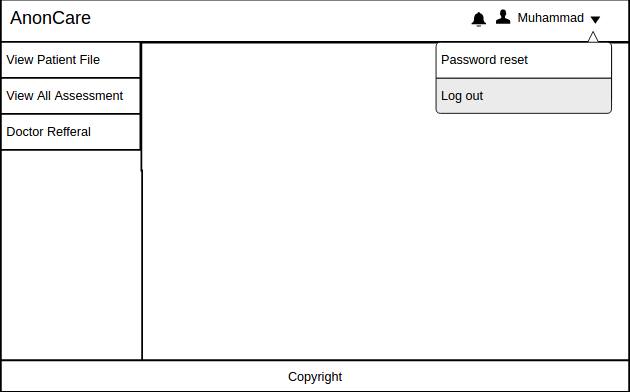 AnonCare
Muhammad
View Patient File
Password reset
View All Assessment
Log out
Doctor Refferal
Copyright